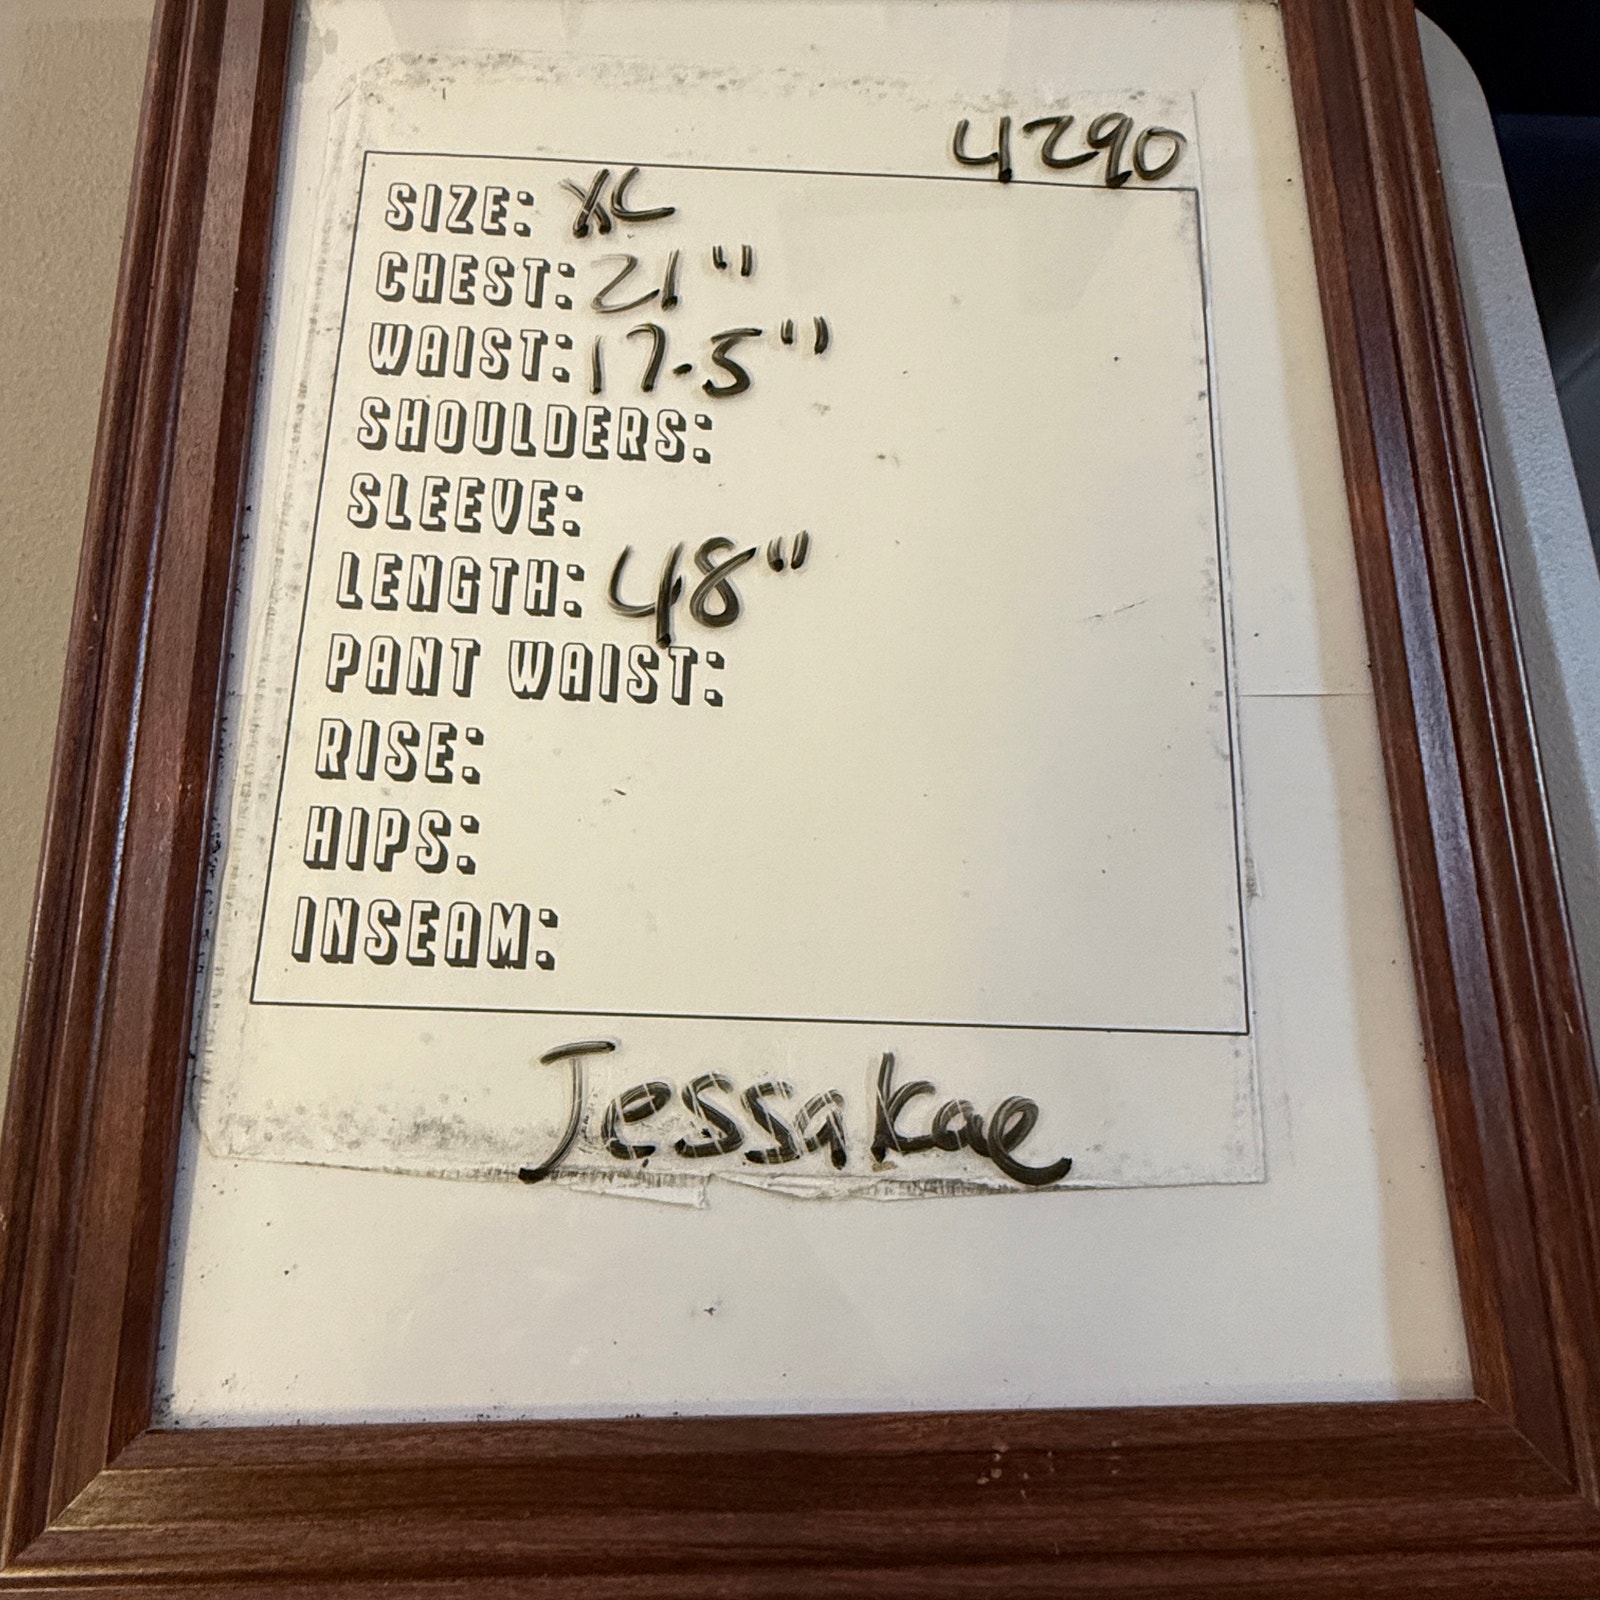 4290
SIZE: XL
CHEST: 21"
WAIST: 17.5"
SHOULDERS:
SLEEVE:
LENGTH: 48"
PANT WAIST:
RISE:
HIPS:
INSEAM:
Jessakae